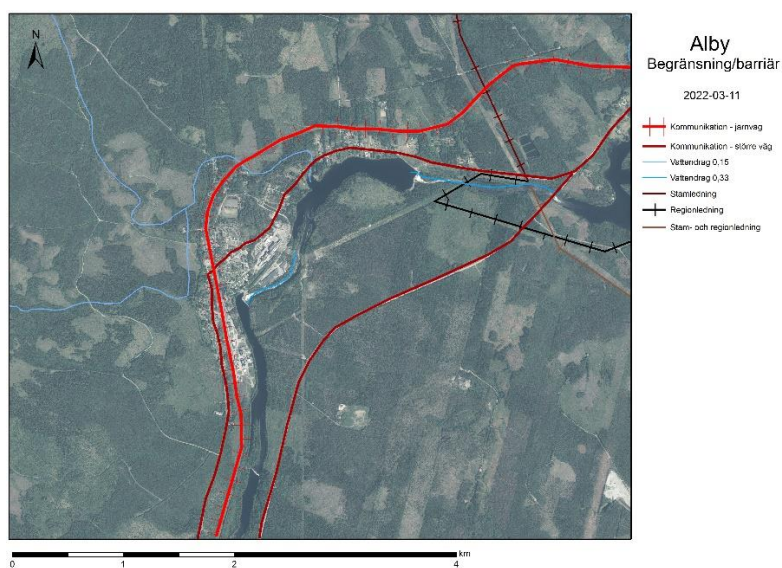 N
Alby
Begränsning/barriär
2022-03-11
Kommunikation - järnväg
Kommunikation - större väg
Vattendrag 0,15
Vattendrag 0,33
Stamledning
Regionledning
Stam- och regionledning
km
0 1 2 4